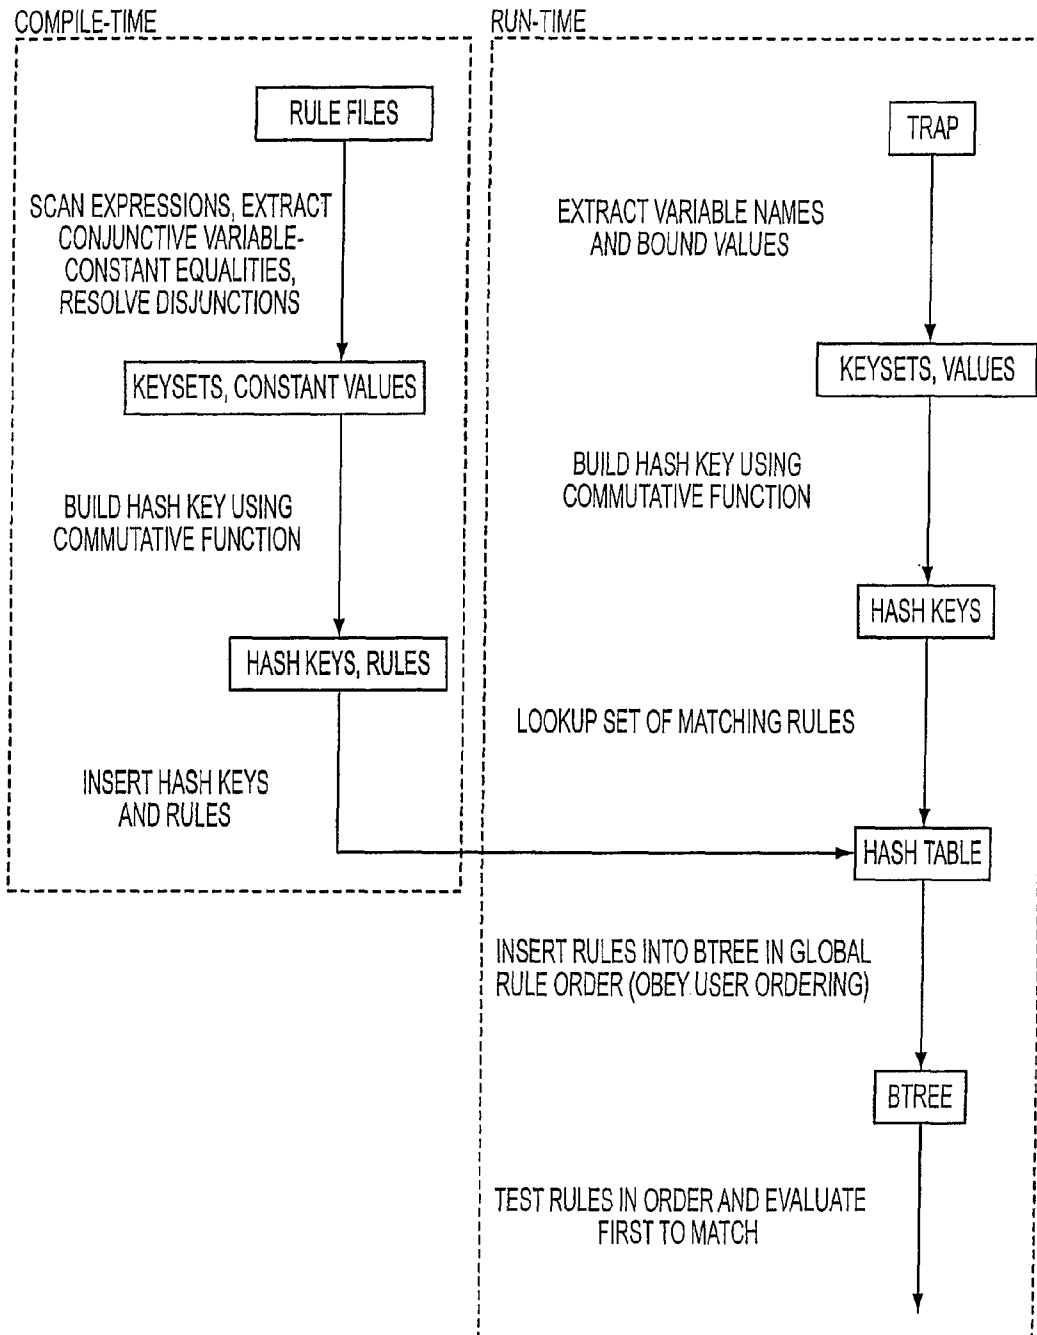 COMPILE-TIME
RULE FILES
SCAN EXPRESSIONS, EXTRACT
CONJUNCTIVE VARIABLE-
CONSTANT EQUALITIES,
RESOLVE DISJUNCTIONS
KEYSETS, CONSTANT VALUES
BUILD HASH KEY USING
COMMUTATIVE FUNCTION
HASH KEYS, RULES
INSERT HASH KEYS
AND RULES
RUN-TIME
TRAP
EXTRACT VARIABLE NAMES
AND BOUND VALUES
KEYSETS, VALUES
BUILD HASH KEY USING
COMMUTATIVE FUNCTION
HASH KEYS
LOOKUP SET OF MATCHING RULES
HASH TABLE
INSERT RULES INTO BTREE IN GLOBAL
RULE ORDER (OBEY USER ORDERING)
BTREE
TEST RULES IN ORDER AND EVALUATE
FIRST TO MATCH